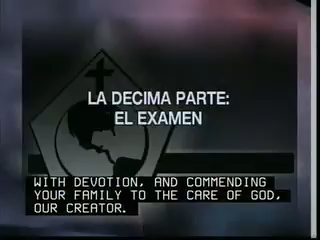 LA DECIMA PARTE:
EL EXAMEN
WITH DEVOTION, AND COMMENDING
YOUR FAMILY TO THE CARE OF GOD,
OUR CREATOR.